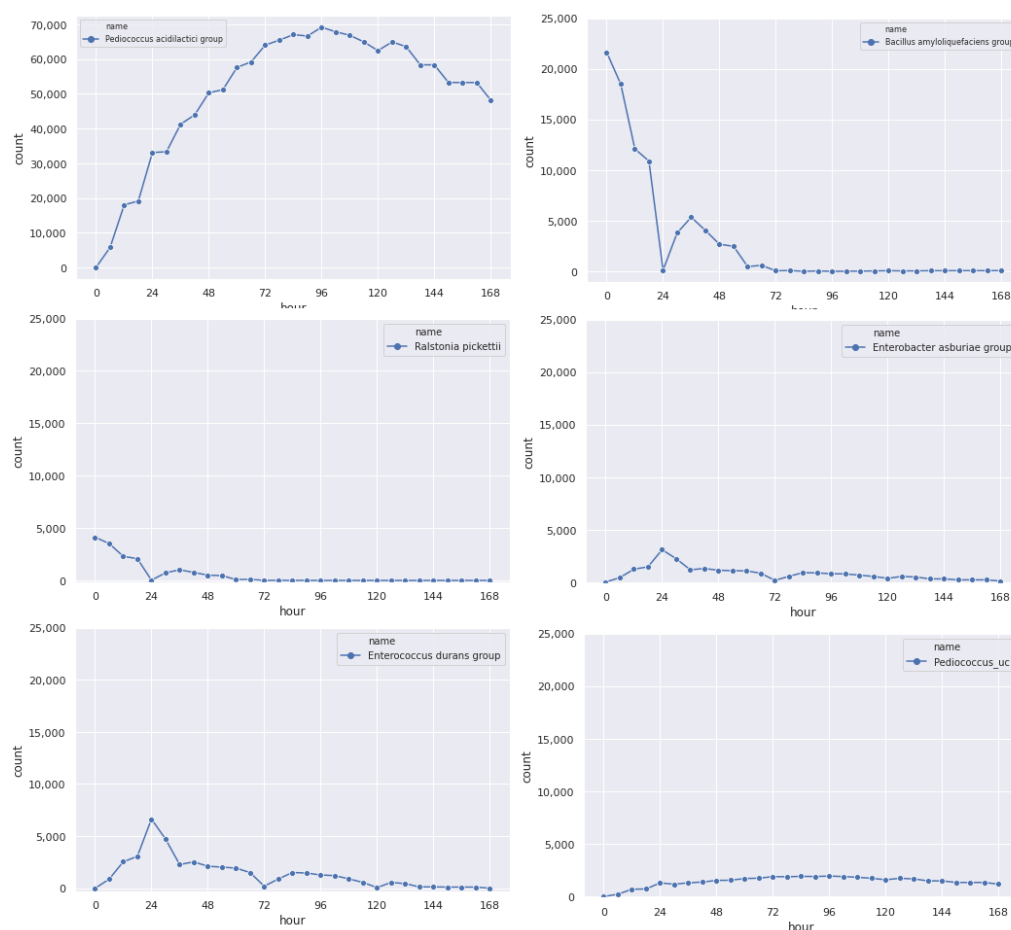 name
Pediococcus acidilactici group
70,000
60,000
50,000
40,000
30,000
20,000
10,000
0
count
0 24 48 72 96 120 144 168
hour
name
Bacillus amyloliquefaciens group
25,000
20,000
15,000
10,000
5,000
0
count
0 24 48 72 96 120 144 168
hour
name
Ralstonia pickettii
25,000
20,000
15,000
10,000
5,000
0
count
0 24 48 72 96 120 144 168
hour
name
Enterobacter asburiae group
25,000
20,000
15,000
10,000
5,000
0
count
0 24 48 72 96 120 144 168
hour
name
Enterococcus durans group
25,000
20,000
15,000
10,000
5,000
0
count
0 24 48 72 96 120 144 168
hour
name
Pediococcus_uc
25,000
20,000
15,000
10,000
5,000
0
count
0 24 48 72 96 120 144 168
hour